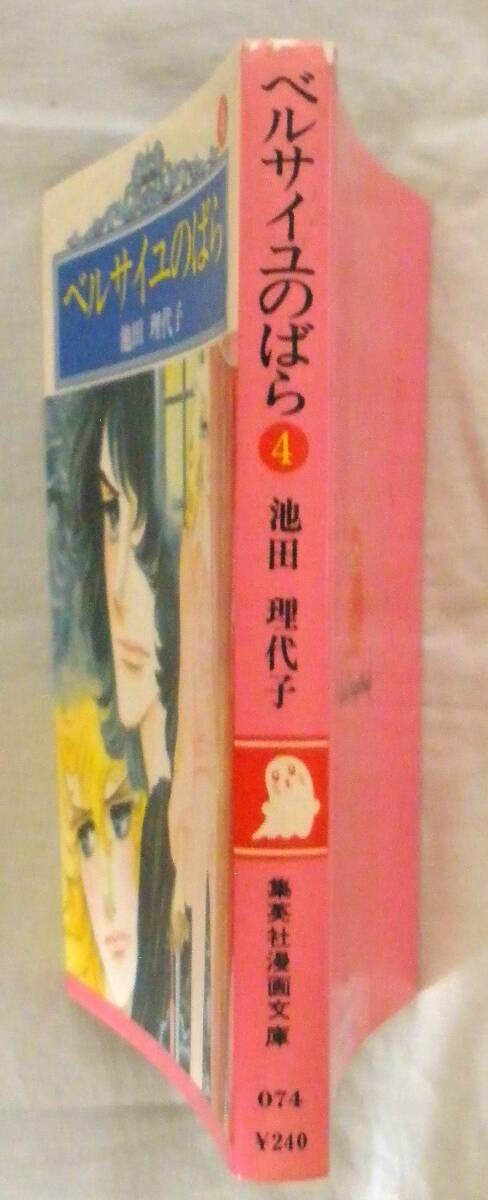 ベルサイユのばら
池田 理代子
ベルサイユのばら
4
池田 理代子
集英社漫画文庫
074
¥240